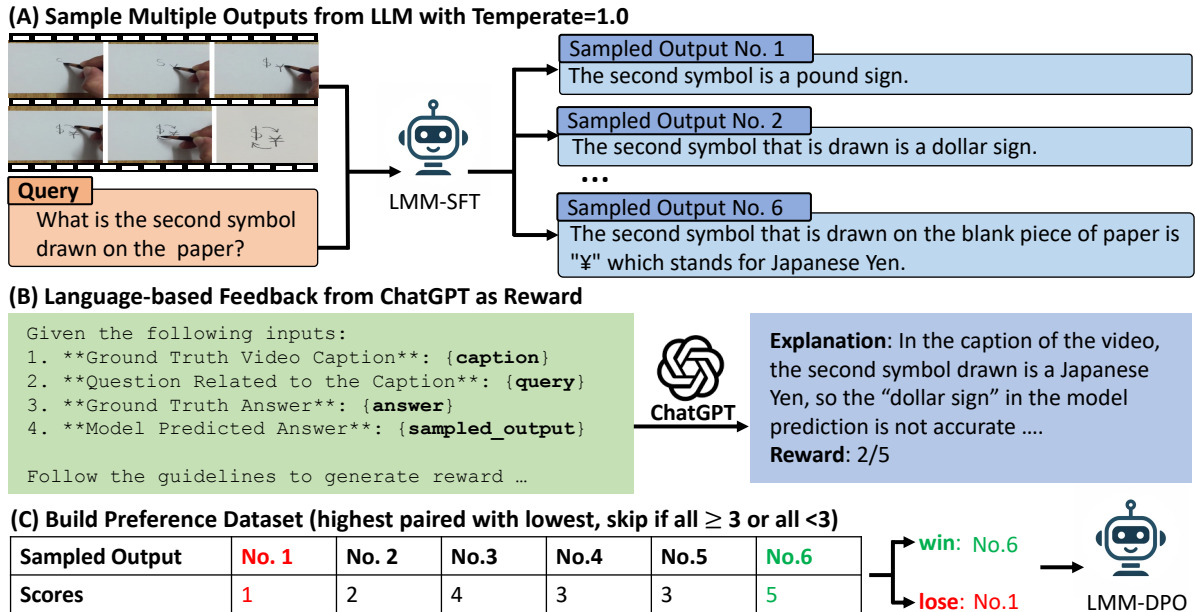 (A) Sample Multiple Outputs from LLM with Temperate=1.0
Query
What is the second symbol
drawn on the paper?
LMM-SFT
Sampled Output No. 1
The second symbol is a pound sign.
Sampled Output No. 2
The second symbol that is drawn is a dollar sign.
...
Sampled Output No. 6
The second symbol that is drawn on the blank piece of paper is
"¥" which stands for Japanese Yen.
(B) Language-based Feedback from ChatGPT as Reward
Given the following inputs:
1. **Ground Truth Video Caption**: {caption}
2. **Question Related to the Caption**: {query}
3. **Ground Truth Answer**: {answer}
4. **Model Predicted Answer**: {sampled_output}
Follow the guidelines to generate reward …
ChatGPT
Explanation: In the caption of the video,
the second symbol drawn is a Japanese
Yen, so the “dollar sign” in the model
prediction is not accurate ….
Reward: 2/5
(C) Build Preference Dataset (highest paired with lowest, skip if all ≥ 3 or all <3)
Sampled Output No. 1 No. 2 No.3 No.4 No.5 No.6
Scores 1 2 4 3 3 5
win: No.6
lose: No.1
LMM-DPO